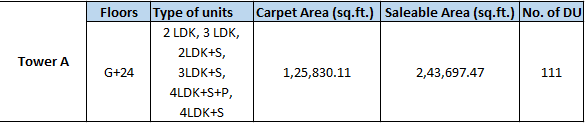 Floors Type of units Carpet Area (sq.ft.) Saleable Area (sq.ft.) No. of DU
Tower A G+24 2 LDK, 3 LDK, 1,25,830.11 2,43,697.47 111
2LDK+S,
3LDK+S,
4LDK+S+P,
4LDK+S